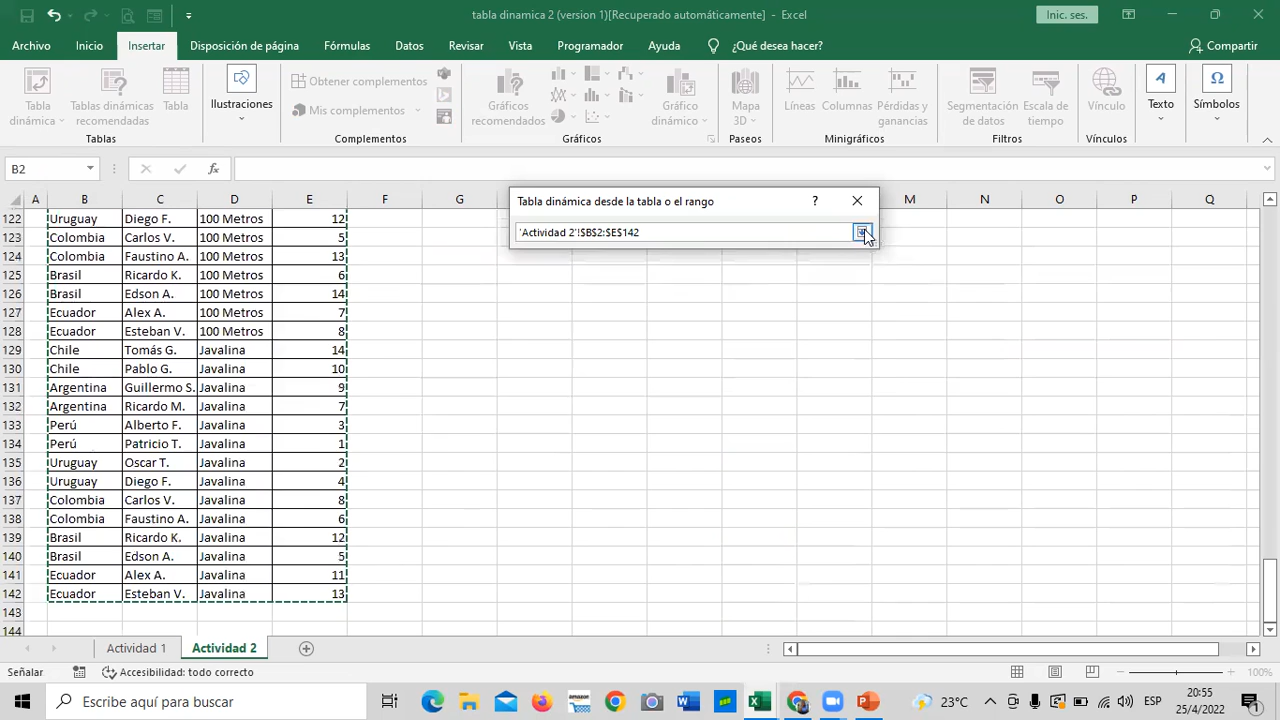 tabla dinamica 2 (version 1)[Recuperado automáticamente] - Excel
Inic. ses.
Archivo Inicio Insertar Disposición de página Fórmulas Datos Revisar Vista Programador Ayuda ¿Qué desea hacer? Compartir
Tabla dinámica
Tablas dinámicas recomendadas
Tabla
Ilustraciones
Obtener complementos
Mis complementos
Gráficos recomendados
Gráfico dinámico
Mapa 3D
Líneas
Columnas
Pérdidas y ganancias
Segmentación de datos
Escala de tiempo
Vínculo
Texto
Símbolos
Tablas Complementos Gráficos Paseos Minigráficos Filtros Vínculos
B2
fx
A B C D E F G M N O P Q
Tabla dinámica desde la tabla o el rango ?
'Actividad 2'!$B$2:$E$142
122 Uruguay Diego F. 100 Metros 12
123 Colombia Carlos V. 100 Metros 5
124 Colombia Faustino A. 100 Metros 13
125 Brasil Ricardo K. 100 Metros 6
126 Brasil Edson A. 100 Metros 14
127 Ecuador Alex A. 100 Metros 7
128 Ecuador Esteban V. 100 Metros 8
129 Chile Tomás G. Javalina 14
130 Chile Pablo G. Javalina 10
131 Argentina Guillermo S. Javalina 9
132 Argentina Ricardo M. Javalina 7
133 Perú Alberto F. Javalina 3
134 Perú Patricio T. Javalina 1
135 Uruguay Oscar T. Javalina 2
136 Uruguay Diego F. Javalina 4
137 Colombia Carlos V. Javalina 8
138 Colombia Faustino A. Javalina 6
139 Brasil Ricardo K. Javalina 12
140 Brasil Edson A. Javalina 5
141 Ecuador Alex A. Javalina 11
142 Ecuador Esteban V. Javalina 13
143
144
Actividad 1 Actividad 2
Señalar Accesibilidad: todo correcto 100%
Escribe aquí para buscar
23°C
ESP
20:55
25/4/2022